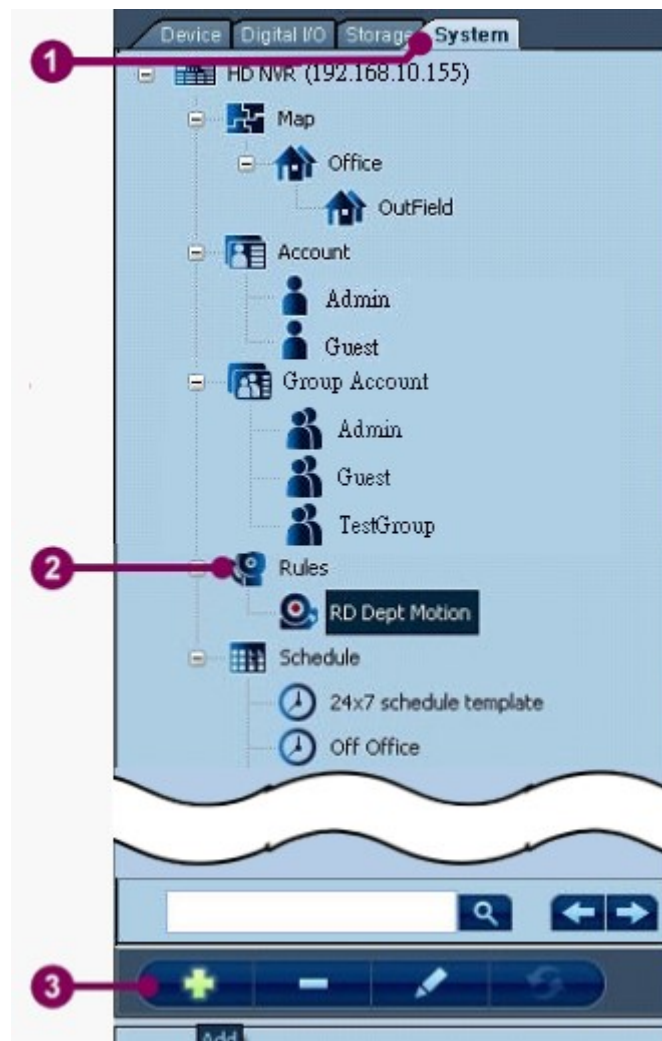 Device Digital I/O Storage System
1
HD NVR (192.168.10.155)
Map
Office
OutField
Account
Admin
Guest
Group Account
Admin
Guest
TestGroup
2
Rules
RD Dept Motion
Schedule
24x7 schedule template
Off Office
3
Add